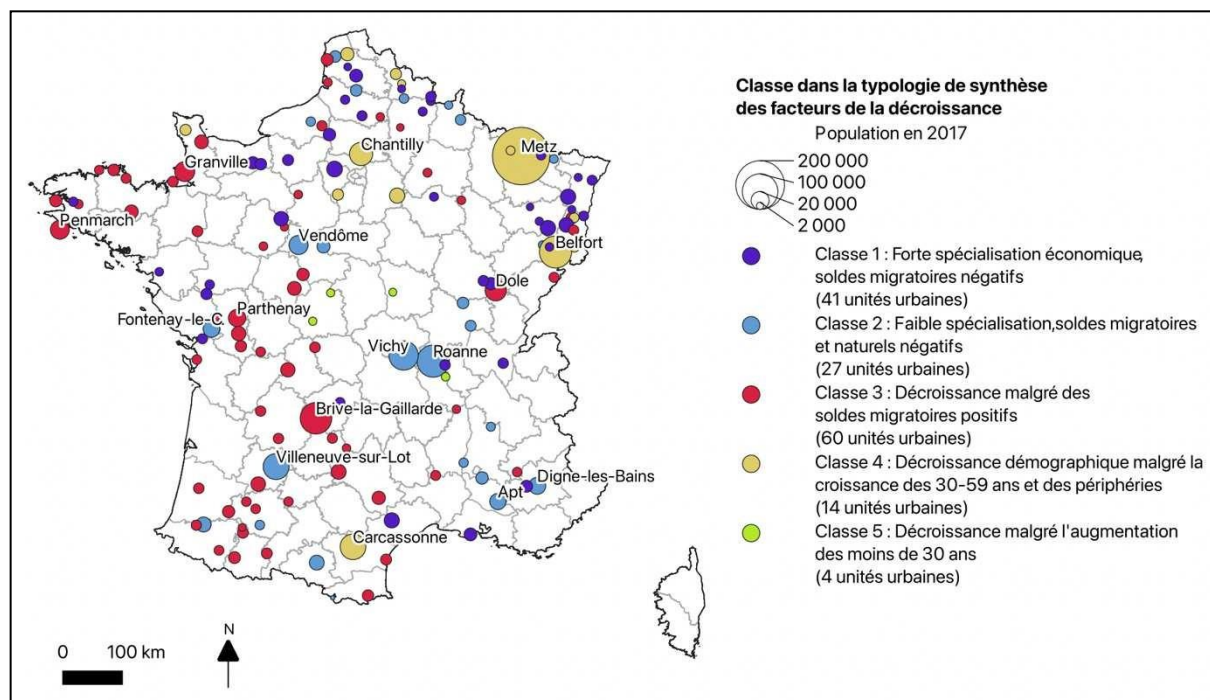 Metz
Chantilly
Granville
Penmarch
Belfort
Vendôme
Dole
Parthenay
Fontenay-le-C.
Vichy
Roanne
Brive-la-Gaillarde
Villeneuve-sur-Lot
Digne-les-Bains
Apt
Carcassonne
0 100 km
N
Classe dans la typologie de synthèse
des facteurs de la décroissance
Population en 2017
200 000
100 000
20 000
2 000
Classe 1 : Forte spécialisation économique,
soldes migratoires négatifs
(41 unités urbaines)
Classe 2 : Faible spécialisation,soldes migratoires
et naturels négatifs
(27 unités urbaines)
Classe 3 : Décroissance malgré des
soldes migratoires positifs
(60 unités urbaines)
Classe 4 : Décroissance démographique malgré la
croissance des 30-59 ans et des périphéries
(14 unités urbaines)
Classe 5 : Décroissance malgré l'augmentation
des moins de 30 ans
(4 unités urbaines)